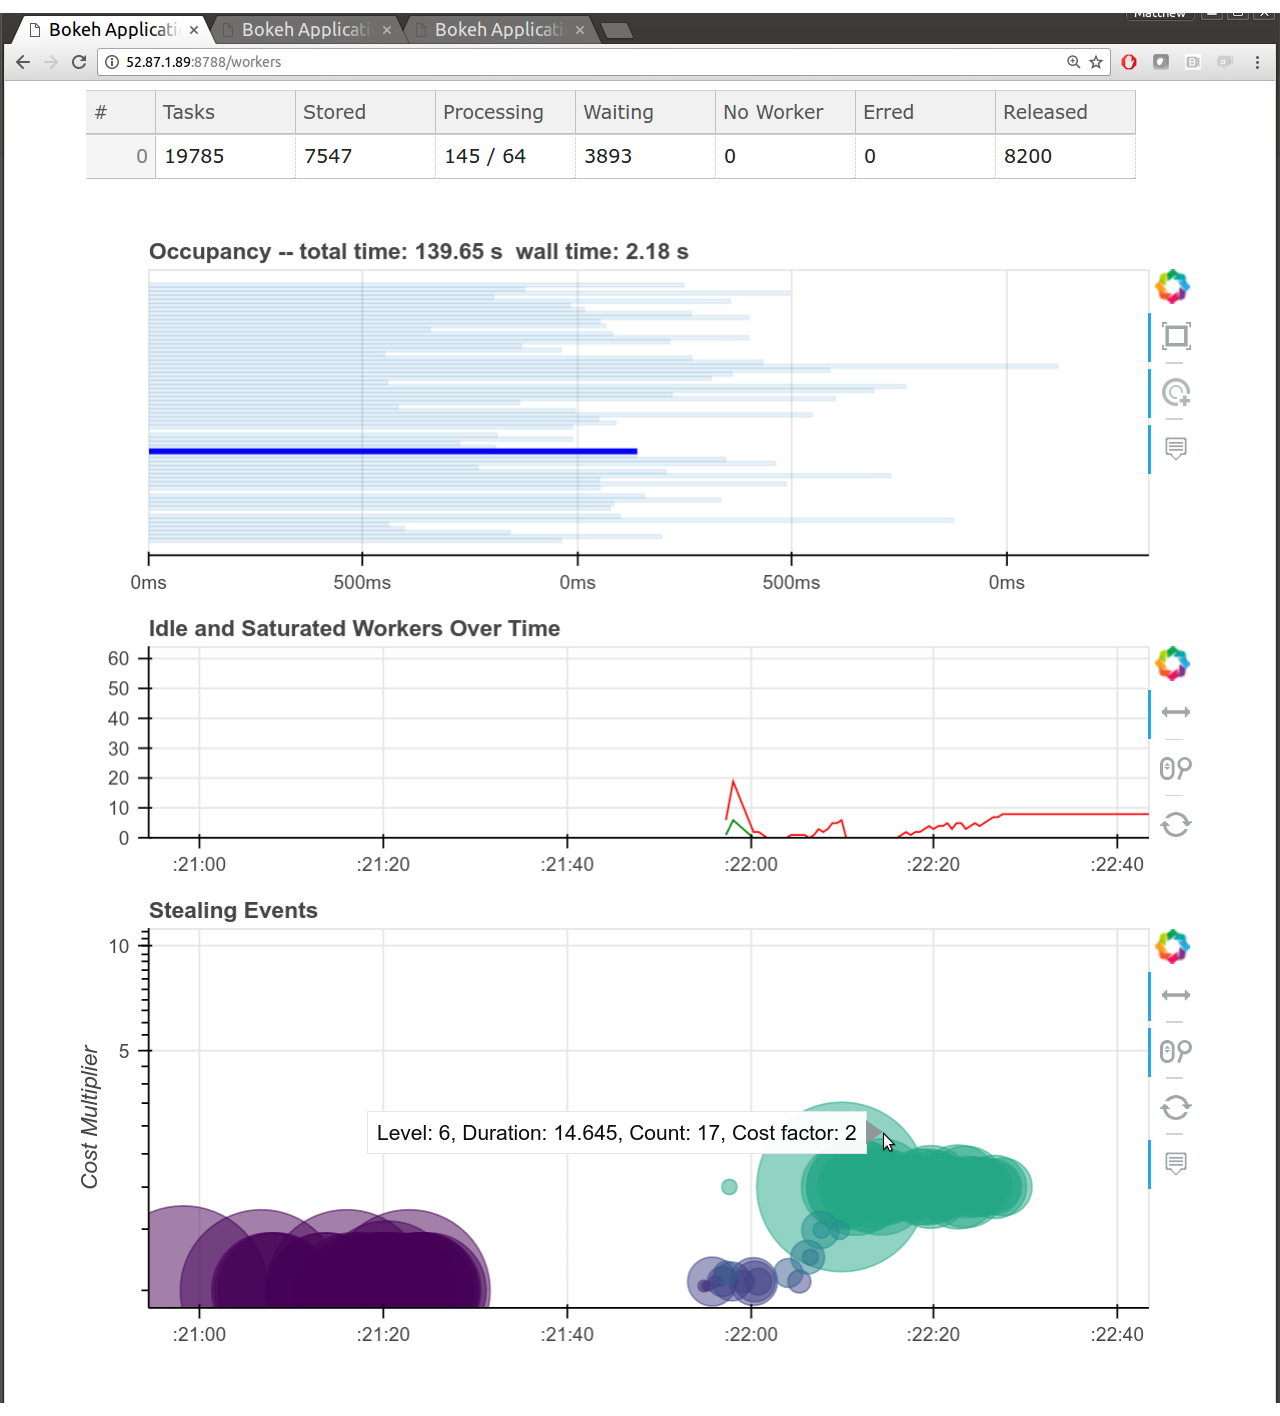 Matthew
Bokeh Applicati × Bokeh Applicati × Bokeh Applicati ×
52.87.1.89:8788/workers
# Tasks Stored Processing Waiting No Worker Erred Released
0 19785 7547 145 / 64 3893 0 0 8200
Occupancy -- total time: 139.65 s wall time: 2.18 s
0ms 500ms 0ms 500ms 0ms
Idle and Saturated Workers Over Time
60
50
40
30
20
10
0
:21:00 :21:20 :21:40 :22:00 :22:20 :22:40
Stealing Events
10
5
Cost Multiplier
Level: 6, Duration: 14.645, Count: 17, Cost factor: 2
:21:00 :21:20 :21:40 :22:00 :22:20 :22:40